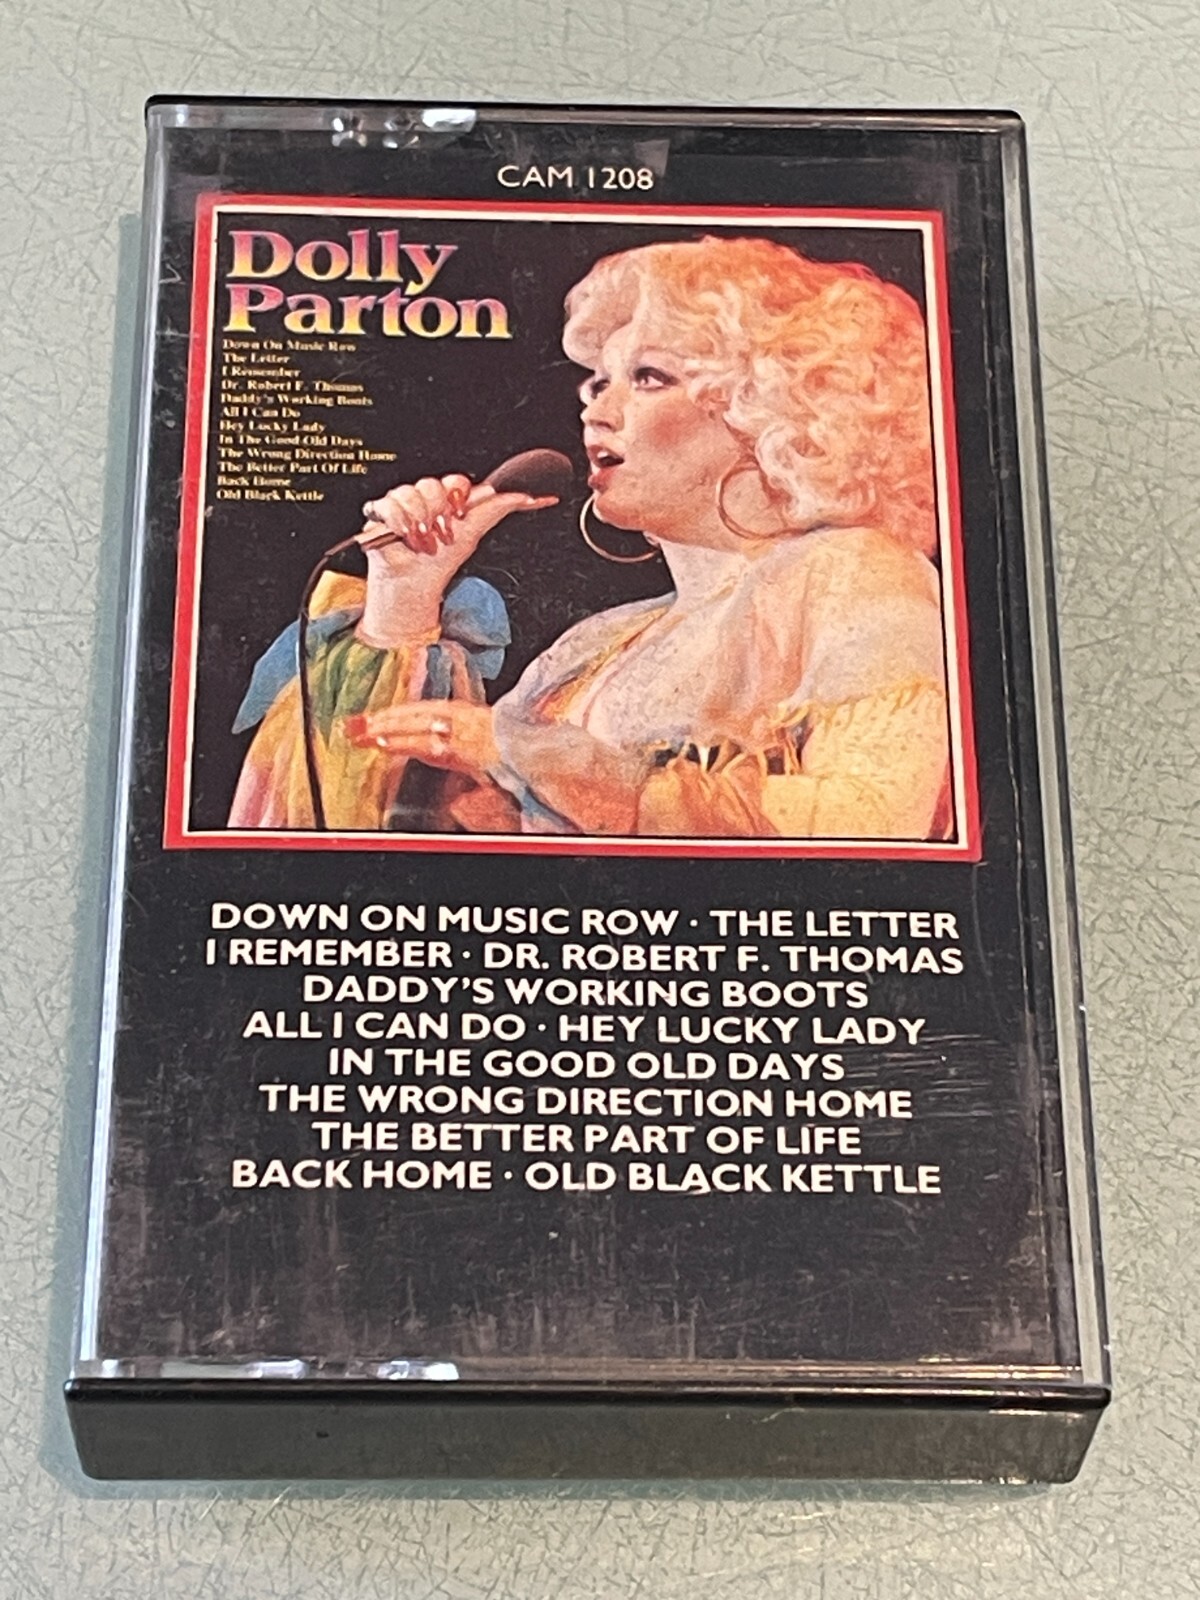 CAM 1208
Dolly
Parton
Down On Music Row
The Letter
I Remember
Dr. Robert F. Thomas
Daddy's Working Boots
All I Can Do
Hey Lucky Lady
In The Good Old Days
The Wrong Direction Home
The Better Part Of Life
Back Home
Old Black Kettle
DOWN ON MUSIC ROW · THE LETTER
I REMEMBER · DR. ROBERT F. THOMAS
DADDY'S WORKING BOOTS
ALL I CAN DO · HEY LUCKY LADY
IN THE GOOD OLD DAYS
THE WRONG DIRECTION HOME
THE BETTER PART OF LIFE
BACK HOME · OLD BLACK KETTLE